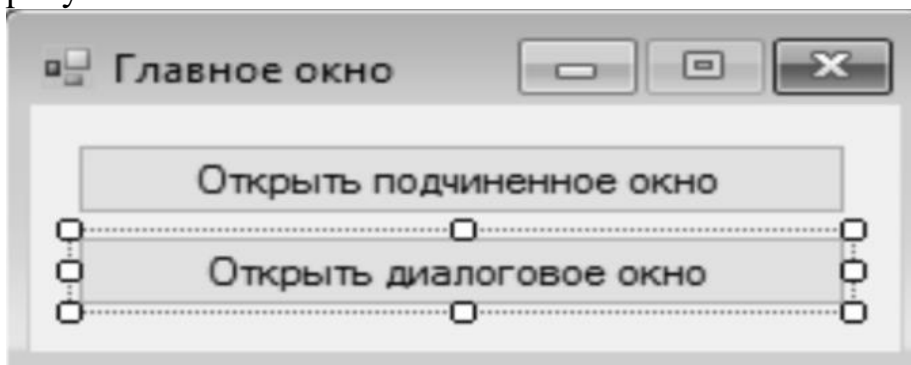 Главное окно
Открыть подчиненное окно
Открыть диалоговое окно